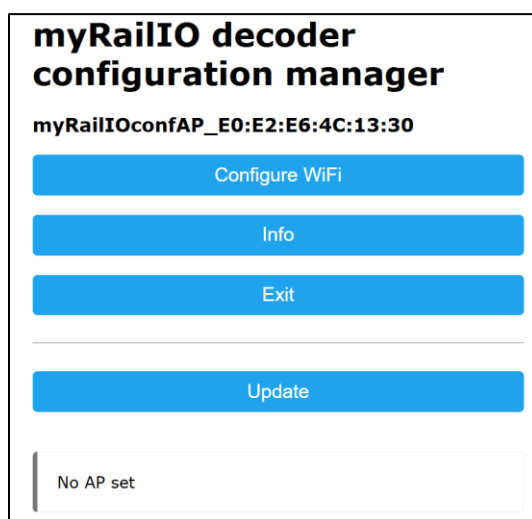 myRailIO decoder
configuration manager
myRailIOconfAP_E0:E2:E6:4C:13:30
Configure WiFi
Info
Exit
Update
No AP set